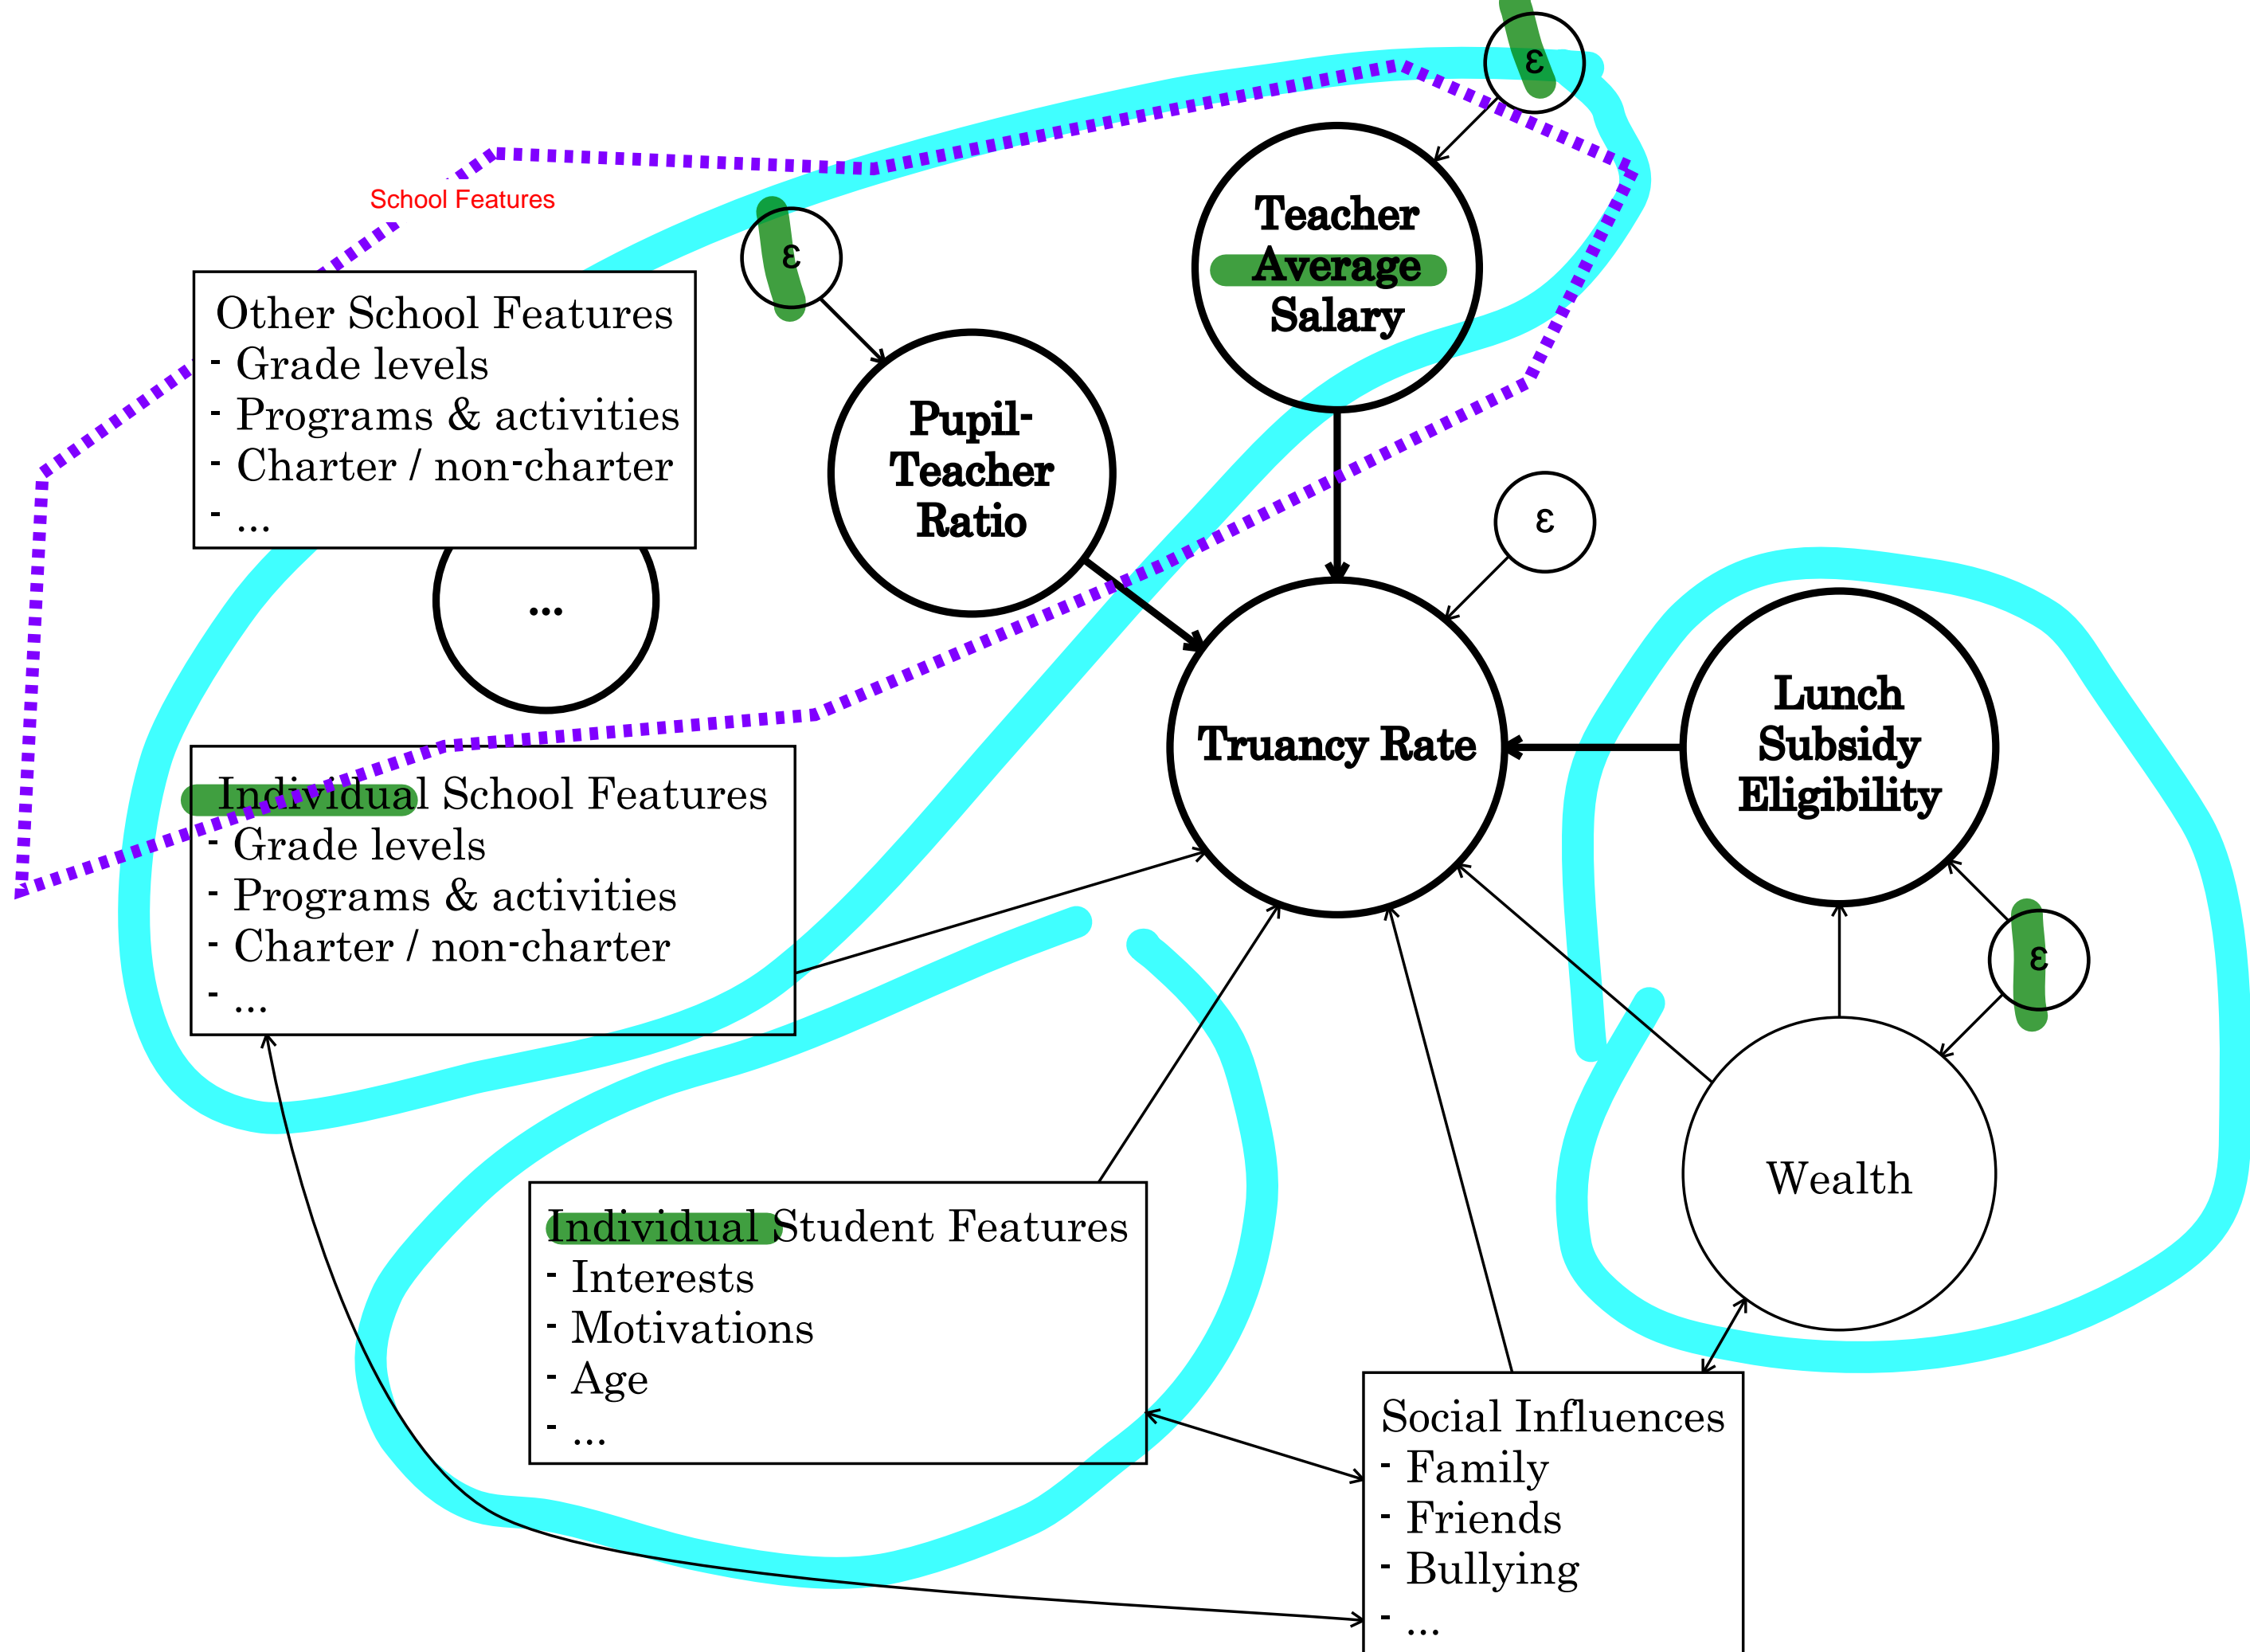 ε
School Features
Teacher
Average
Salary
ε
Other School Features
- Grade levels
- Programs & activities
- Charter / non-charter
- ...
Pupil-
Teacher
Ratio
ε
...
Truancy Rate
Lunch
Subsidy
Eligibility
Individual School Features
- Grade levels
- Programs & activities
- Charter / non-charter
- ...
ε
Wealth
Individual Student Features
- Interests
- Motivations
- Age
- ...
Social Influences
- Family
- Friends
- Bullying
- ...